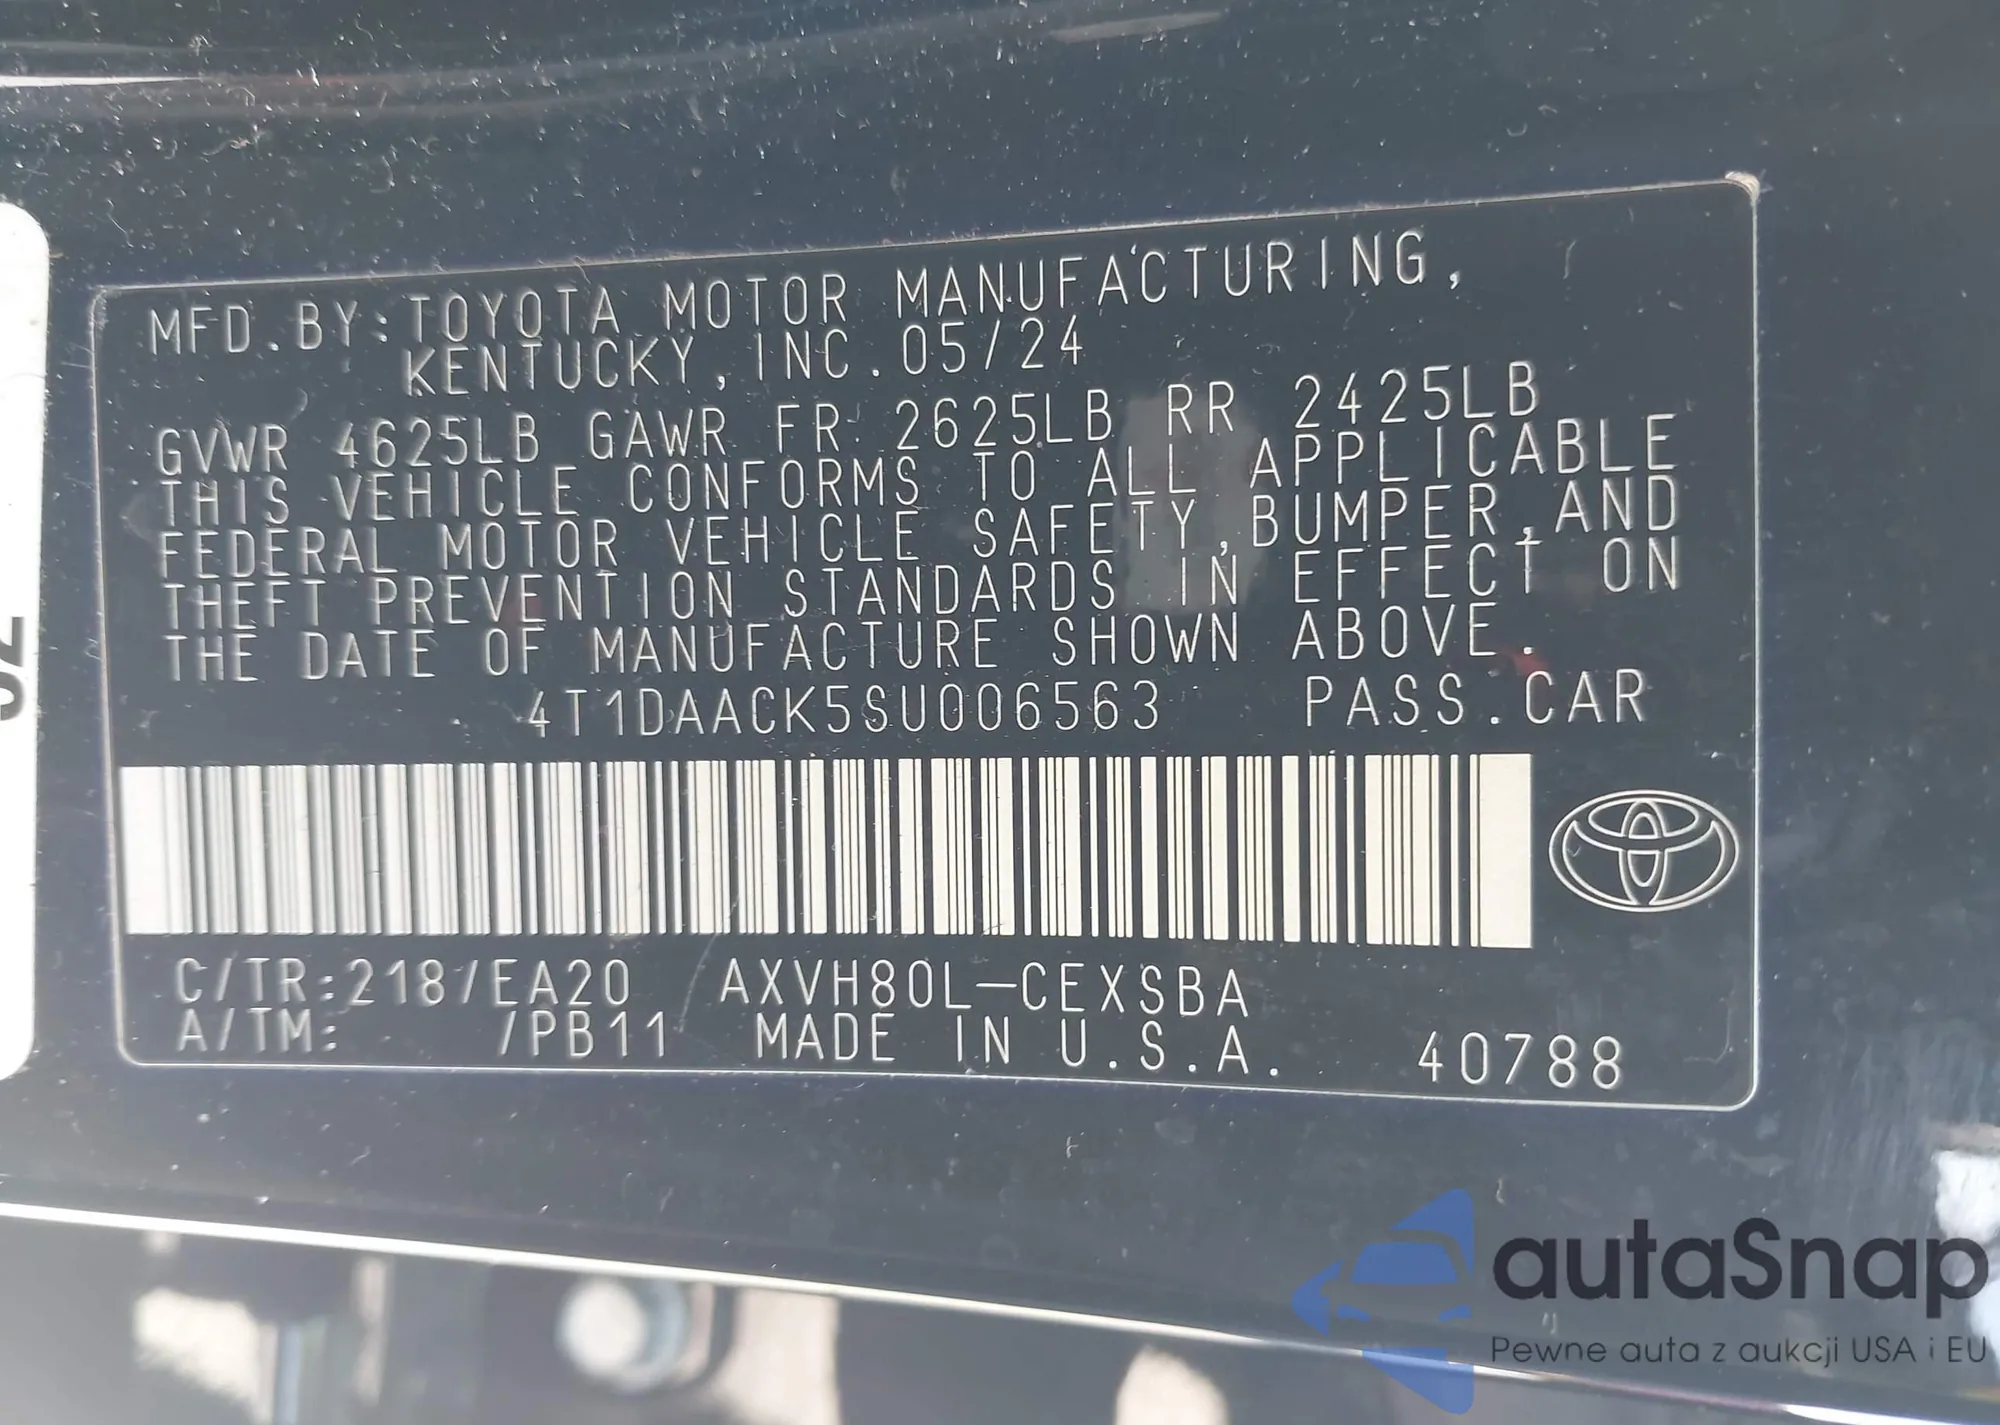 MFD.BY:TOYOTA MOTOR MANUFACTURING,
KENTUCKY,INC.05/24
GVWR 4625LB GAWR FR 2625LB RR 2425LB
THIS VEHICLE CONFORMS TO ALL APPLICABLE
FEDERAL MOTOR VEHICLE SAFETY,BUMPER,AND
THEFT PREVENTION STANDARDS IN EFFECT ON
THE DATE OF MANUFACTURE SHOWN ABOVE.
4T1DAACK5SU006563 PASS.CAR
C/TR:218/EA20 AXVH80L-CEXSBA
A/TM: /PB11 MADE IN U.S.A. 40788
autaSnap
Pewne auta z aukcji USA i EU